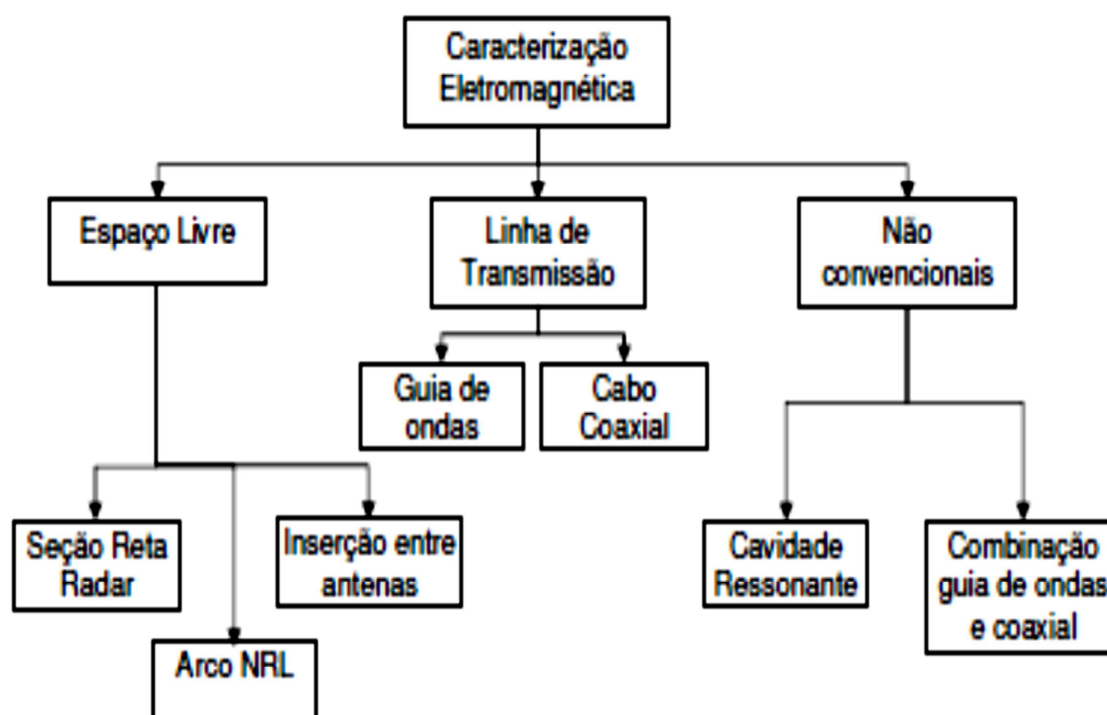 Caracterização
Eletromagnética
Espaço Livre
Linha de
Transmissão
Não
convencionais
Guia de
ondas
Cabo
Coaxial
Seção Reta
Radar
Inserção entre
antenas
Cavidade
Ressonante
Combinação
guia de ondas
e coaxial
Arco NRL